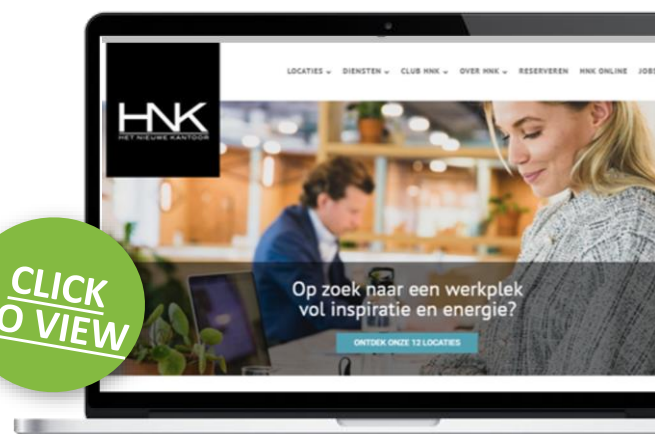 HNK
HET NIEUWE KANTOOR
LOCATIES DIENSTEN CLUB HNK OVER HNK RESERVEREN HNK ONLINE JOBS
Op zoek naar een werkplek
vol inspiratie en energie?
ONTDEK ONZE 12 LOCATIES
CLICK
O VIEW